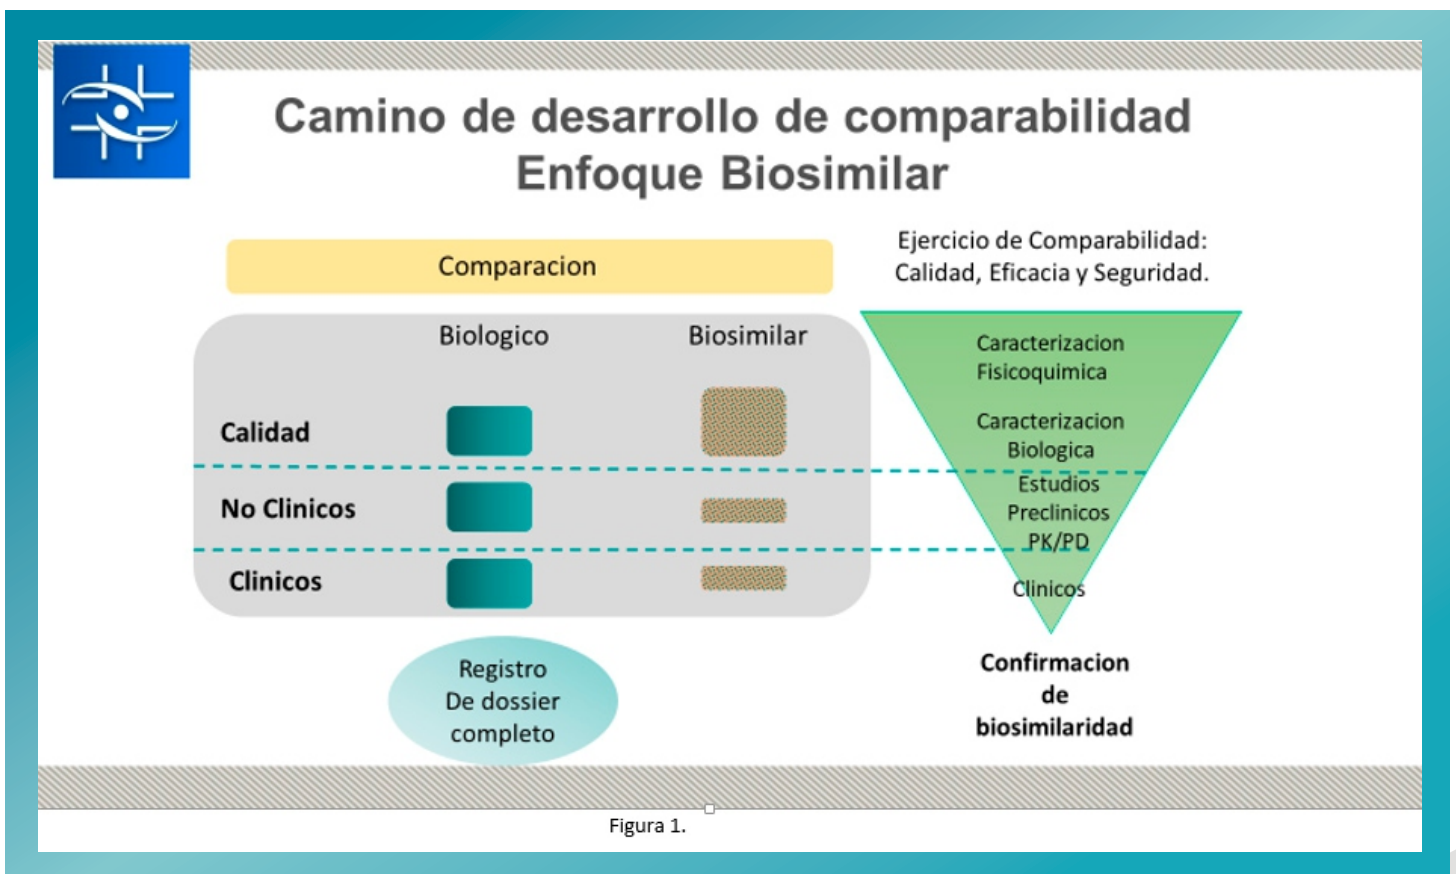 Camino de desarrollo de comparabilidad
Enfoque Biosimilar
Comparacion
Biologico
Biosimilar
Calidad
No Clinicos
Clinicos
Registro
De dossier
completo
Ejercicio de Comparabilidad:
Calidad, Eficacia y Seguridad.
Caracterizacion
Fisicoquimica
Caracterizacion
Biologica
Estudios
Preclinicos
PK/PD
Clinicos
Confirmacion
de
biosimilaridad
Figura 1.